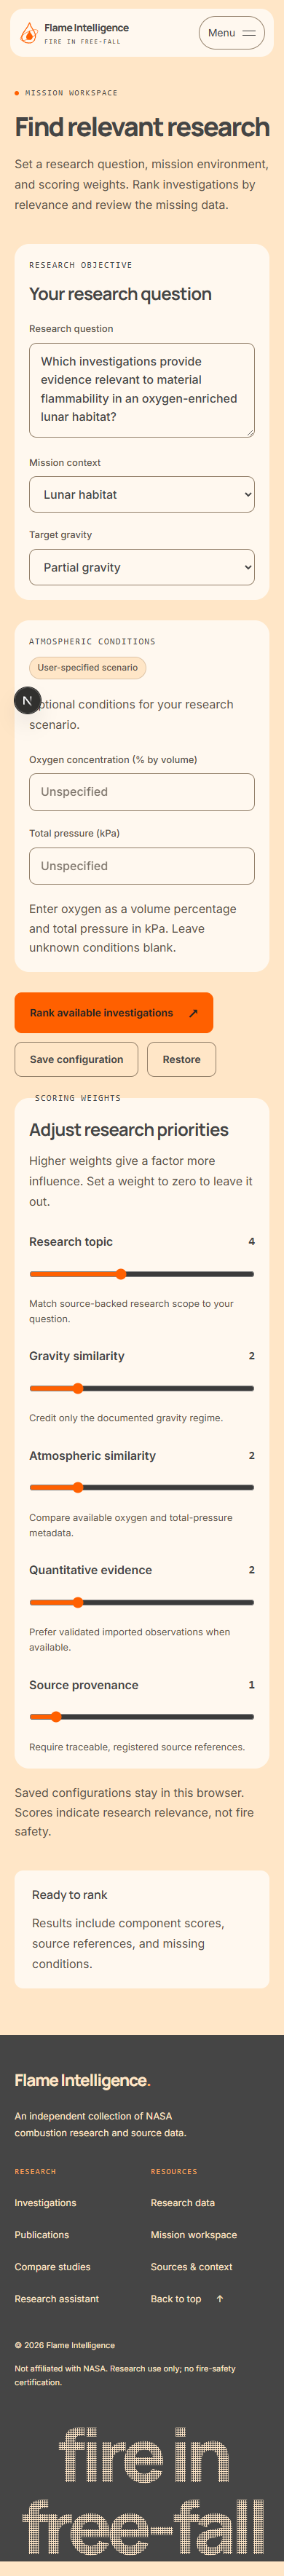 Flame Intelligence
FIRE IN FREE-FALL
Menu
MISSION WORKSPACE
Find relevant research
Set a research question, mission environment,
and scoring weights. Rank investigations by
relevance and review the missing data.
RESEARCH OBJECTIVE
Your research question
Research question
Which investigations provide
evidence relevant to material
flammability in an oxygen-enriched
lunar habitat?
Mission context
Lunar habitat
Target gravity
Partial gravity
ATMOSPHERIC CONDITIONS
User-specified scenario
N
ptional conditions for your research
scenario.
Oxygen concentration (% by volume)
Unspecified
Total pressure (kPa)
Unspecified
Enter oxygen as a volume percentage
and total pressure in kPa. Leave
unknown conditions blank.
Rank available investigations ↗
Save configuration
Restore
SCORING WEIGHTS
Adjust research priorities
Higher weights give a factor more
influence. Set a weight to zero to leave it
out.
Research topic 4
Match source-backed research scope to your
question.
Gravity similarity 2
Credit only the documented gravity regime.
Atmospheric similarity 2
Compare available oxygen and total-pressure
metadata.
Quantitative evidence 2
Prefer validated imported observations when
available.
Source provenance 1
Require traceable, registered source references.
Saved configurations stay in this browser.
Scores indicate research relevance, not fire
safety.
Ready to rank
Results include component scores,
source references, and missing
conditions.
Flame Intelligence.
An independent collection of NASA
combustion research and source data.
RESEARCH
Investigations
Publications
Compare studies
Research assistant
RESOURCES
Research data
Mission workspace
Sources & context
Back to top ↑
© 2026 Flame Intelligence
Not affiliated with NASA. Research use only; no fire-safety
certification.
fire in
free-fall